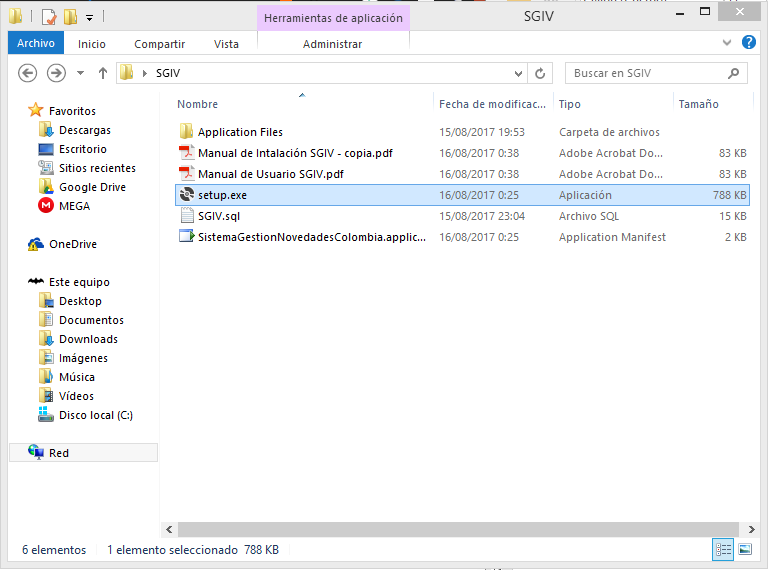 Herramientas de aplicación
SGIV
Archivo
Inicio
Compartir
Vista
Administrar
SGIV
Buscar en SGIV
Favoritos
Descargas
Escritorio
Sitios recientes
Google Drive
MEGA
OneDrive
Este equipo
Desktop
Documentos
Downloads
Imágenes
Música
Vídeos
Disco local (C:)
Red
Nombre Fecha de modificac... Tipo Tamaño
Application Files 15/08/2017 19:53 Carpeta de archivos
Manual de Intalación SGIV - copia.pdf 16/08/2017 0:38 Adobe Acrobat Do... 83 KB
Manual de Usuario SGIV.pdf 16/08/2017 0:38 Adobe Acrobat Do... 83 KB
setup.exe 16/08/2017 0:25 Aplicación 788 KB
SGIV.sql 15/08/2017 23:04 Archivo SQL 15 KB
SistemaGestionNovedadesColombia.applic... 16/08/2017 0:25 Application Manifest 2 KB
6 elementos 1 elemento seleccionado 788 KB